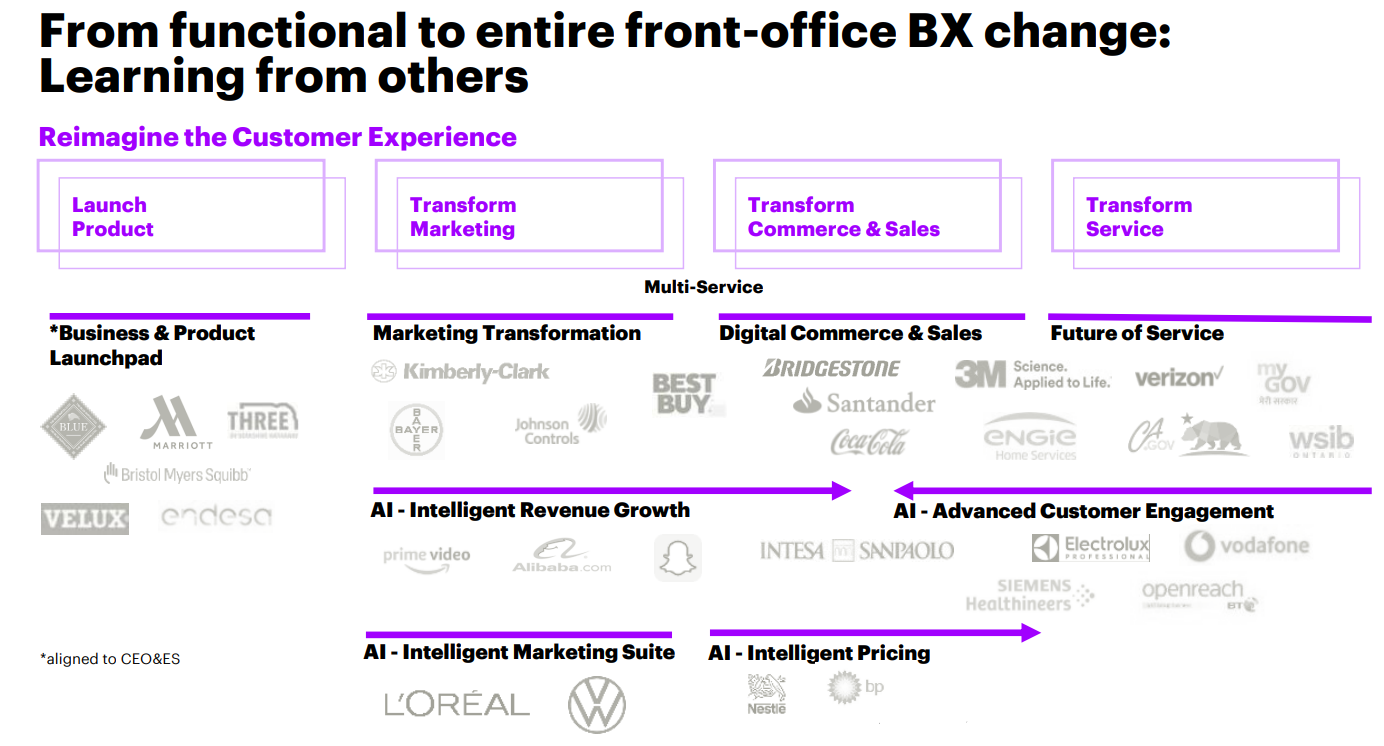 From functional to entire front-office BX change:
Learning from others
Reimagine the Customer Experience
Launch
Product
Transform
Marketing
Transform
Commerce & Sales
Transform
Service
Multi-Service
*Business & Product
Launchpad
BLUE
MARRIOTT
THREE
Bristol Myers Squibb
VELUX
endesa
Marketing Transformation
Kimberly-Clark
BEST
BUY
BAYER
BAYER
Johnson
Controls
Digital Commerce & Sales
BRIDGESTONE
Santander
Coca-Cola
3M
Science.
Applied to Life.
ENGIE
Home Services
Future of Service
verizon
my
GOV
मेरी सरकार
CA
.GOV
wsib
ONTARIO
AI - Intelligent Revenue Growth
prime video
Alibaba.com
INTESA SANPAOLO
AI - Advanced Customer Engagement
Electrolux
PROFESSIONAL
vodafone
SIEMENS
Healthineers
openreach
BT
*aligned to CEO&ES
AI - Intelligent Marketing Suite
L'ORÉAL
VW
AI - Intelligent Pricing
Nestlé
bp